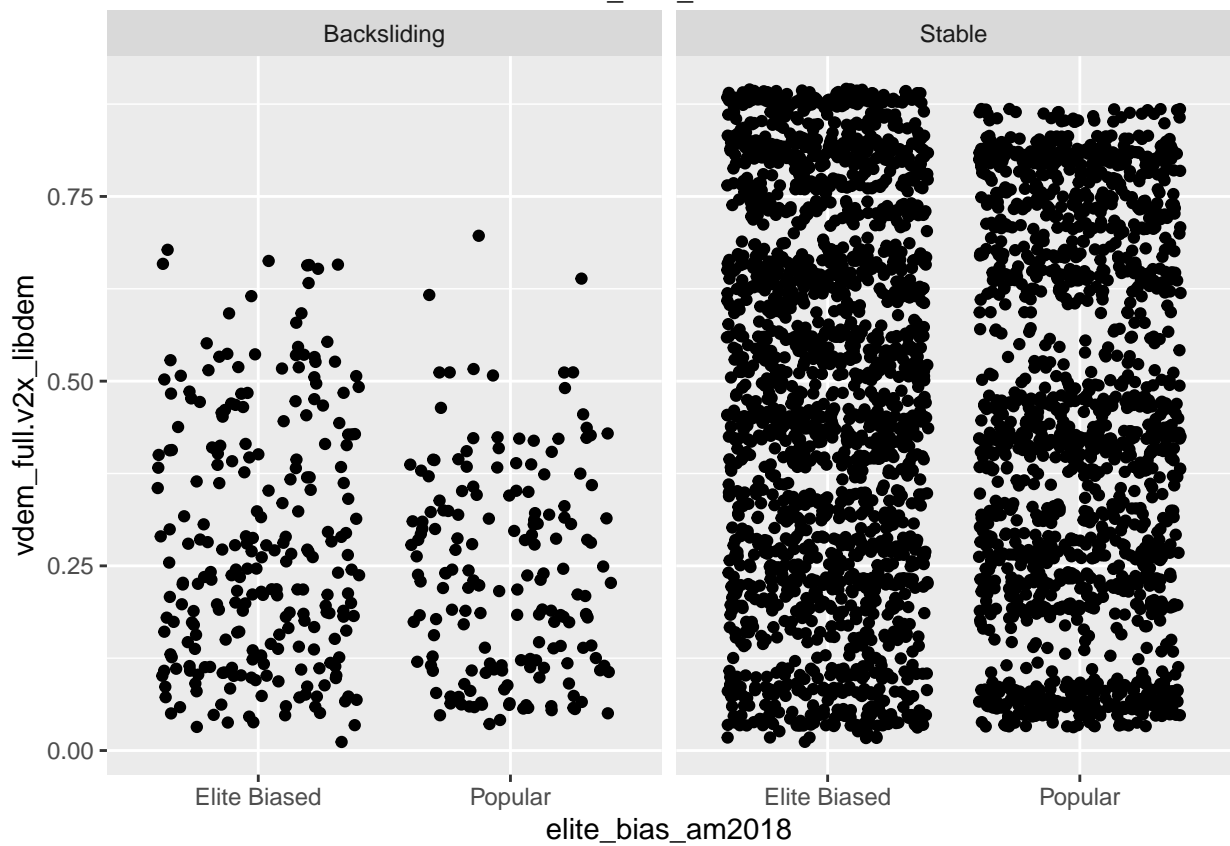 Backsliding
Stable
vdem_full.v2x_libdem
0.75
0.50
0.25
0.00
Elite Biased
Popular
Elite Biased
Popular
elite_bias_am2018